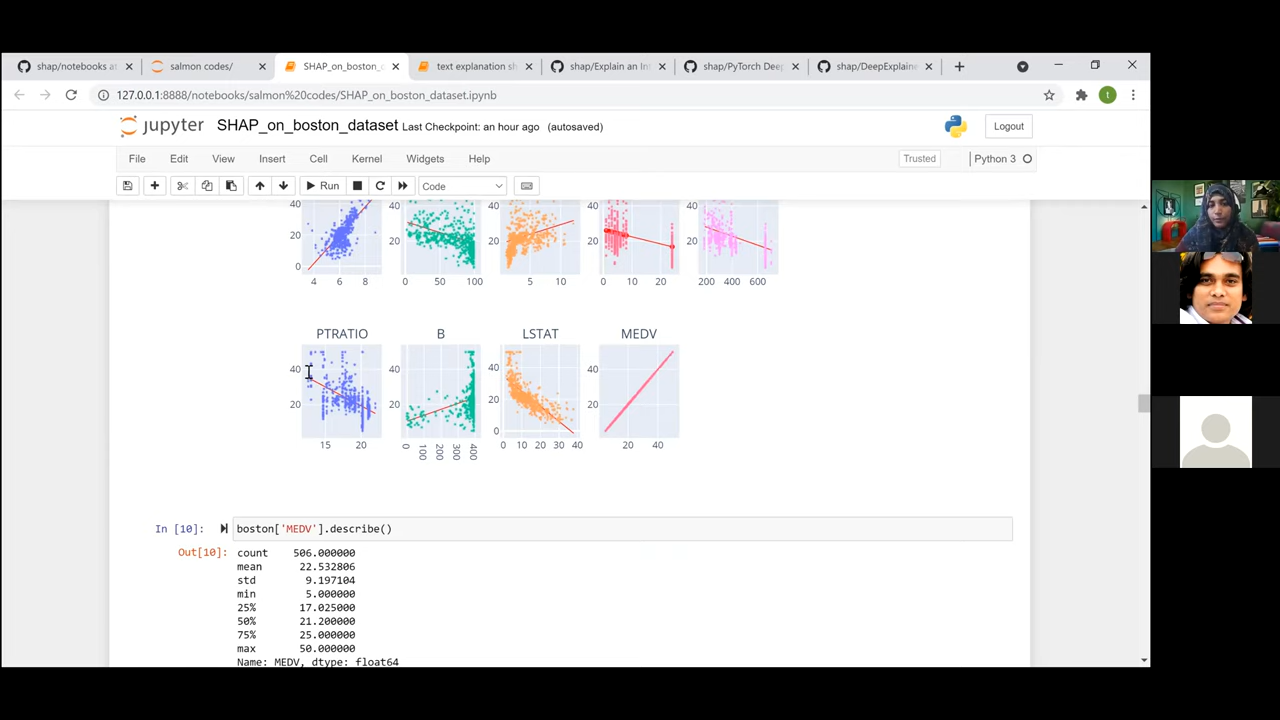 shap/notebooks at
salmon codes/
SHAP_on_boston_
text explanation sh
shap/Explain an Int
shap/PyTorch Deep
shap/DeepExplaine
127.0.0.1:8888/notebooks/salmon%20codes/SHAP_on_boston_dataset.ipynb
t
jupyter SHAP_on_boston_dataset Last Checkpoint: an hour ago (autosaved)
Logout
File Edit View Insert Cell Kernel Widgets Help
Trusted
Python 3
Run
Code
40 40 40 40 40
20 20 20 20 20
0
4 6 8 0 50 100 5 10 0 10 20 200 400 600
PTRATIO B LSTAT MEDV
40 40 40 40
20 20 20 20
0
15 20 0 100 200 300 400 0 10 20 30 40 20 40
In [10]: boston['MEDV'].describe()
Out[10]: count 506.000000
mean 22.532806
std 9.197104
min 5.000000
25% 17.025000
50% 21.200000
75% 25.000000
max 50.000000
Name: MEDV, dtype: float64